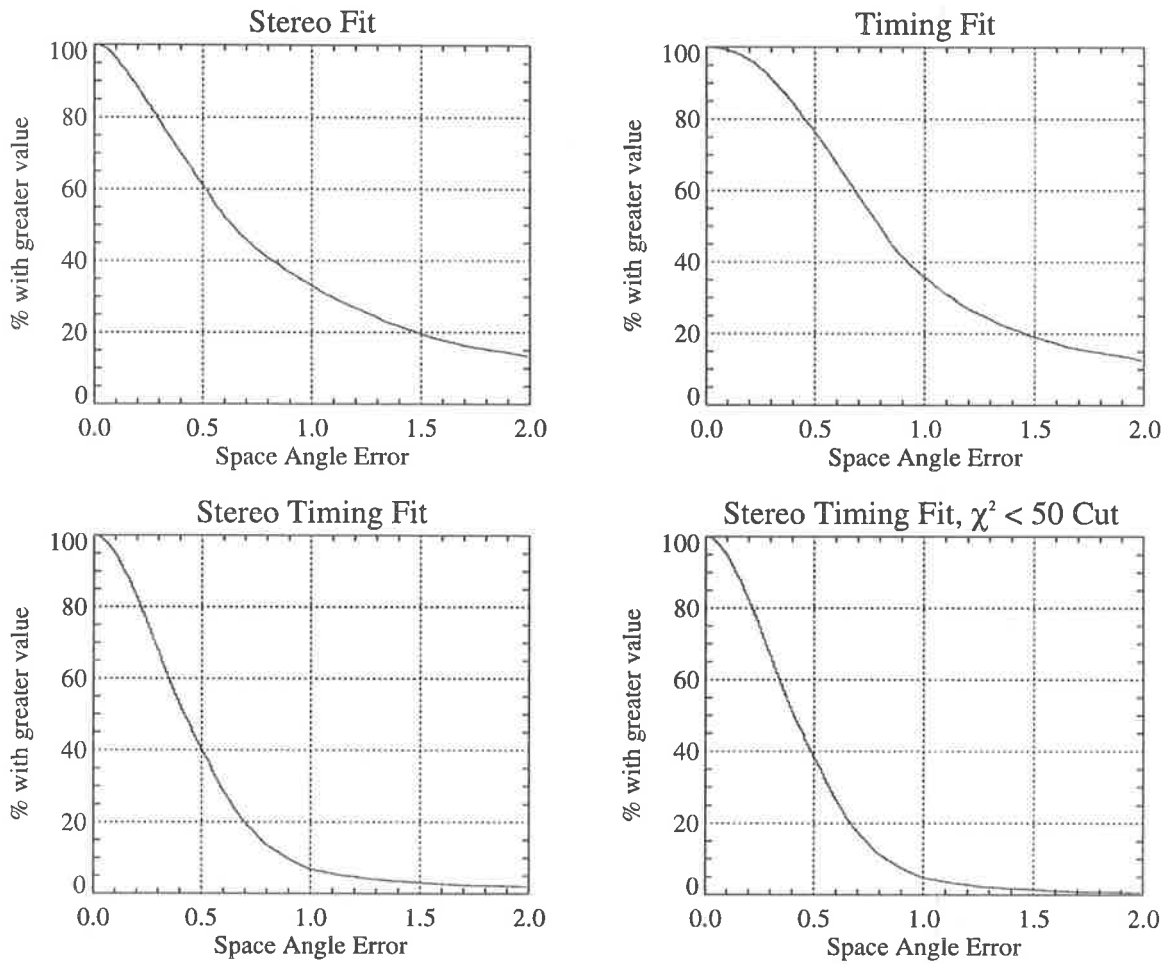 Stereo Fit
% with greater value
100
80
60
40
20
0
0.0 0.5 1.0 1.5 2.0
Space Angle Error
Timing Fit
% with greater value
100
80
60
40
20
0
0.0 0.5 1.0 1.5 2.0
Space Angle Error
Stereo Timing Fit
% with greater value
100
80
60
40
20
0
0.0 0.5 1.0 1.5 2.0
Space Angle Error
Stereo Timing Fit, χ² < 50 Cut
% with greater value
100
80
60
40
20
0
0.0 0.5 1.0 1.5 2.0
Space Angle Error